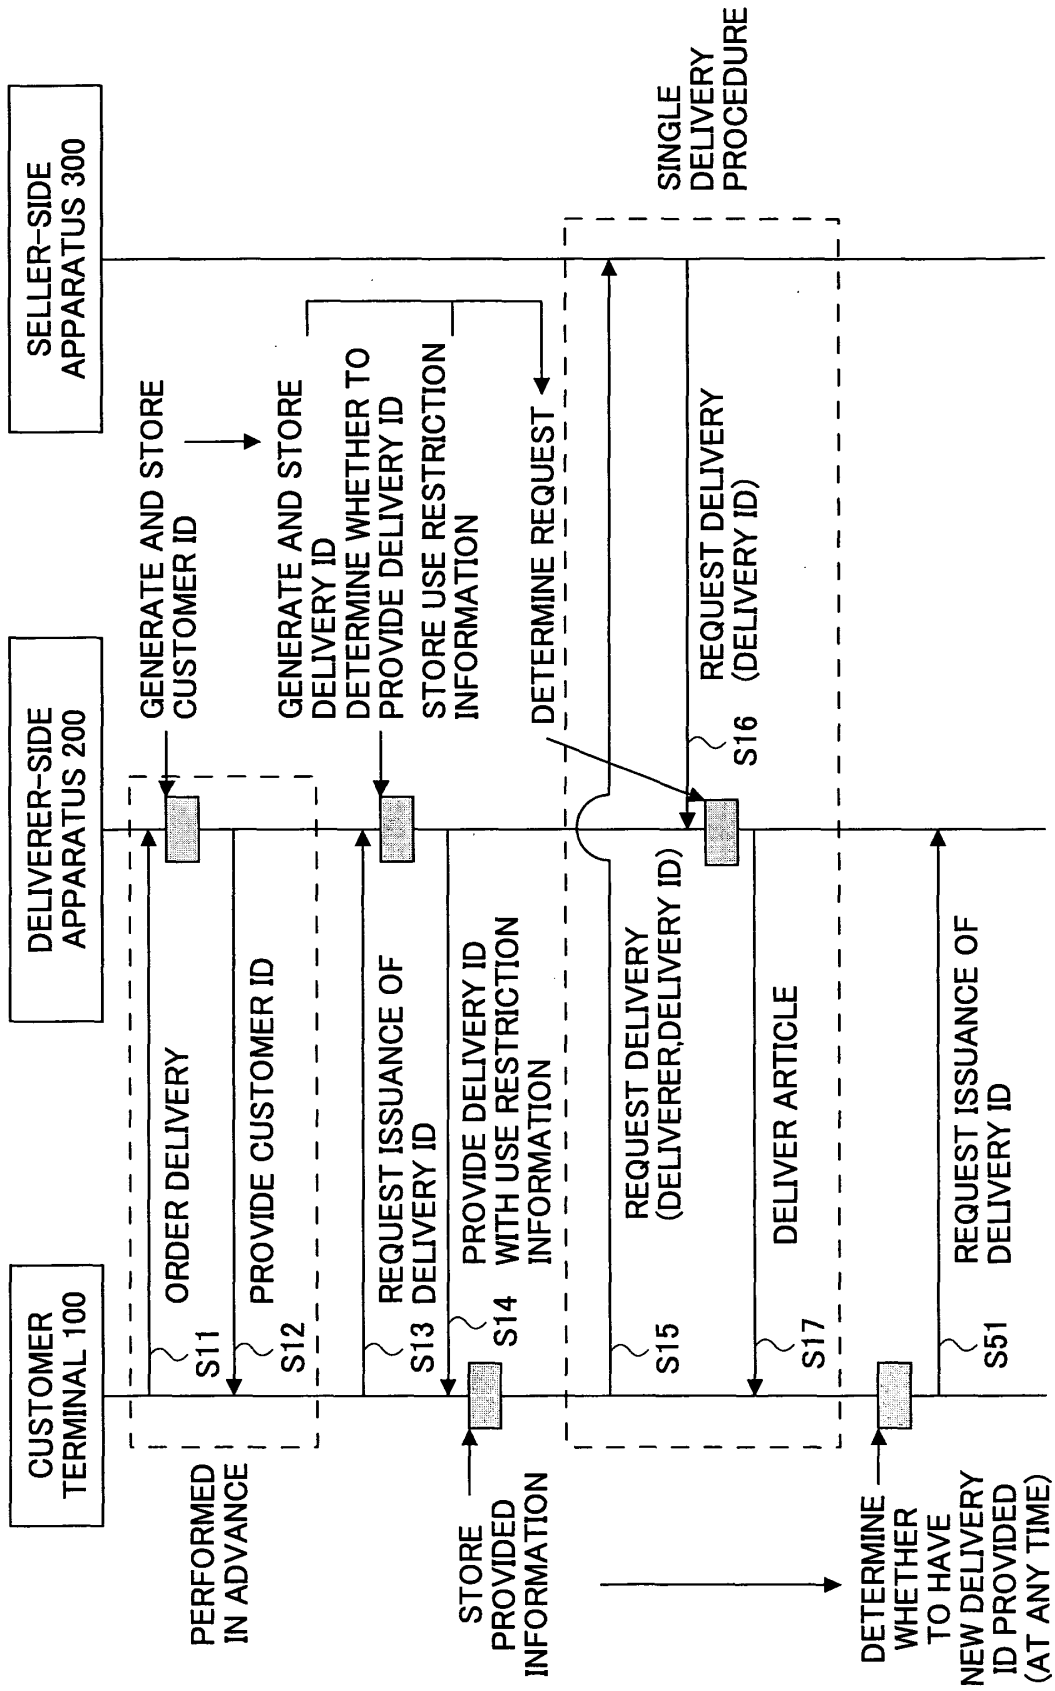 CUSTOMER
TERMINAL 100
DELIVERER-SIDE
APPARATUS 200
SELLER-SIDE
APPARATUS 300
PERFORMED
IN ADVANCE
ORDER DELIVERY
S11
GENERATE AND STORE
CUSTOMER ID
PROVIDE CUSTOMER ID
S12
REQUEST ISSUANCE OF
DELIVERY ID
S13
GENERATE AND STORE
DELIVERY ID
DETERMINE WHETHER TO
PROVIDE DELIVERY ID
STORE USE RESTRICTION
INFORMATION
PROVIDE DELIVERY ID
WITH USE RESTRICTION
INFORMATION
S14
STORE
PROVIDED
INFORMATION
DETERMINE REQUEST
SINGLE
DELIVERY
PROCEDURE
REQUEST DELIVERY
(DELIVERER,DELIVERY ID)
S15
REQUEST DELIVERY
(DELIVERY ID)
S16
DELIVER ARTICLE
S17
DETERMINE
WHETHER
TO HAVE
NEW DELIVERY
ID PROVIDED
(AT ANY TIME)
REQUEST ISSUANCE OF
DELIVERY ID
S51